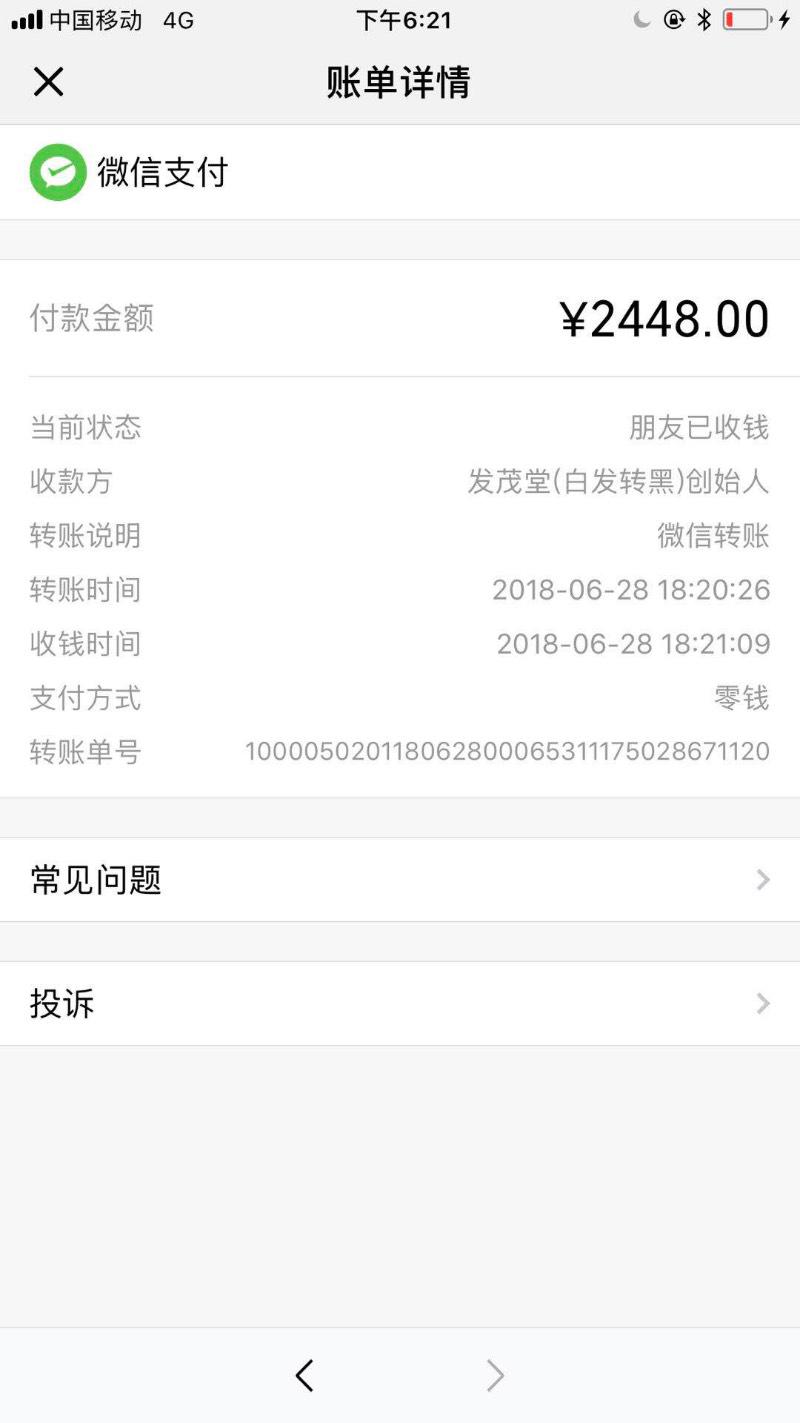 中国移动 4G 下午6:21
账单详情
微信支付
付款金额 ¥2448.00
当前状态 朋友已收钱
收款方 发茂堂(白发转黑)创始人
转账说明 微信转账
转账时间 2018-06-28 18:20:26
收钱时间 2018-06-28 18:21:09
支付方式 零钱
转账单号 100005020118062800065311175028671120
常见问题
投诉